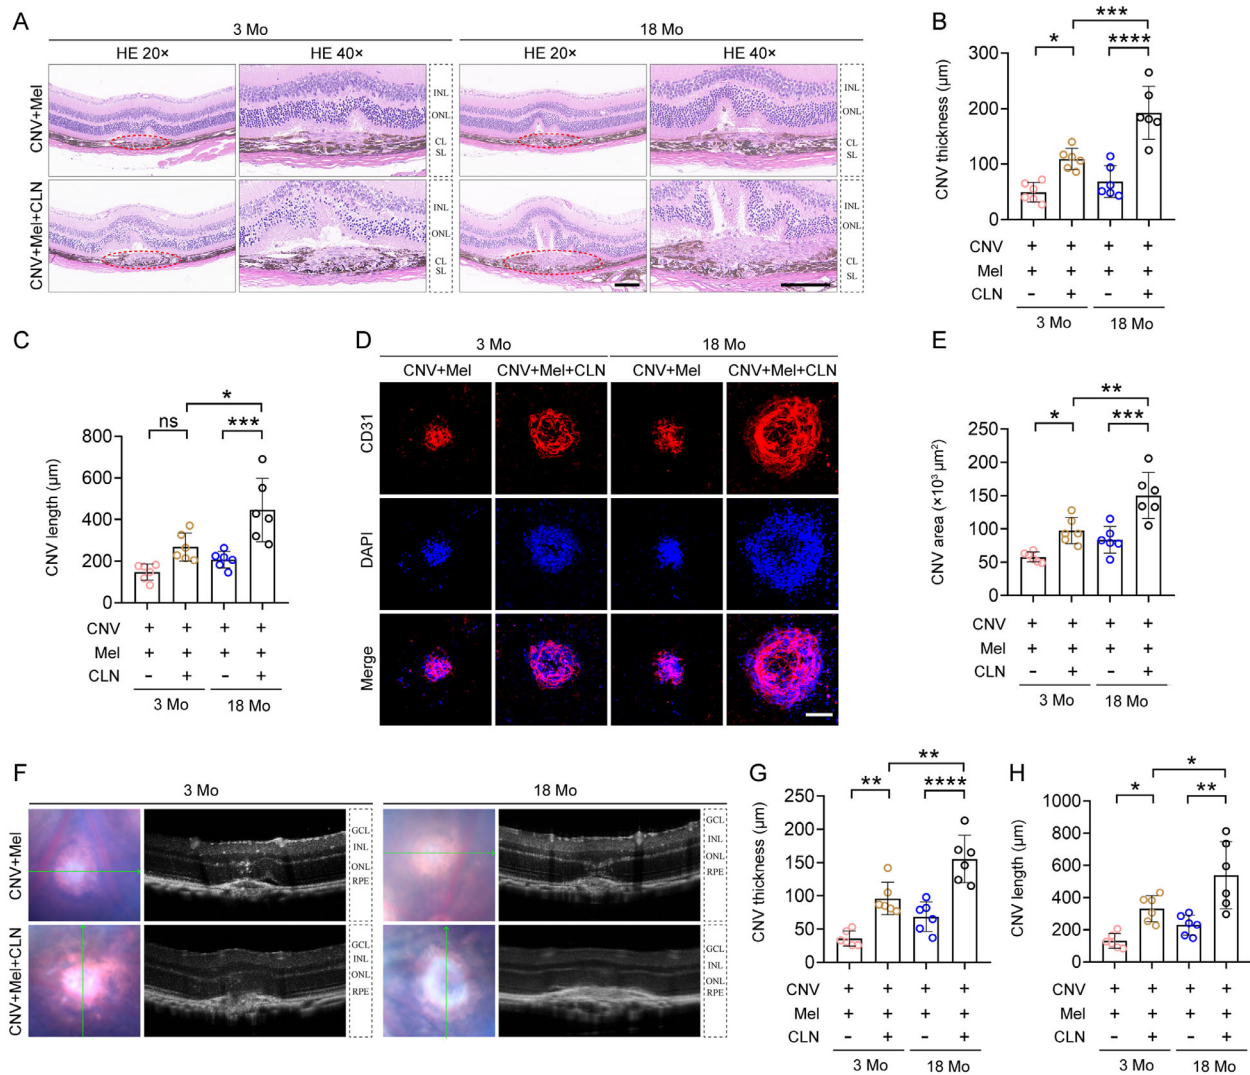 A
3 Mo
18 Mo
HE 20×
HE 40×
HE 20×
HE 40×
CNV+Mel
INL
ONL
CL
SL
INL
ONL
CL
SL
CNV+Mel+CLN
INL
ONL
CL
SL
INL
ONL
CL
SL
B
***
*
****
CNV thickness (µm)
300
200
100
0
CNV + + + +
Mel + + + +
CLN - + - +
3 Mo 18 Mo
C
*
ns
***
CNV length (µm)
800
600
400
200
0
CNV + + + +
Mel + + + +
CLN - + - +
3 Mo 18 Mo
D
3 Mo
18 Mo
CNV+Mel
CNV+Mel+CLN
CNV+Mel
CNV+Mel+CLN
CD31
DAPI
Merge
E
**
*
***
CNV area (×10³ µm²)
250
200
150
100
50
0
CNV + + + +
Mel + + + +
CLN - + - +
3 Mo 18 Mo
F
3 Mo
18 Mo
CNV+Mel
GCL
INL
ONL
RPE
GCL
INL
ONL
RPE
CNV+Mel+CLN
GCL
INL
ONL
RPE
GCL
INL
ONL
RPE
G
**
**
****
CNV thickness (µm)
250
200
150
100
50
0
CNV + + + +
Mel + + + +
CLN - + - +
3 Mo 18 Mo
H
*
*
**
CNV length (µm)
1000
800
600
400
200
0
CNV + + + +
Mel + + + +
CLN - + - +
3 Mo 18 Mo